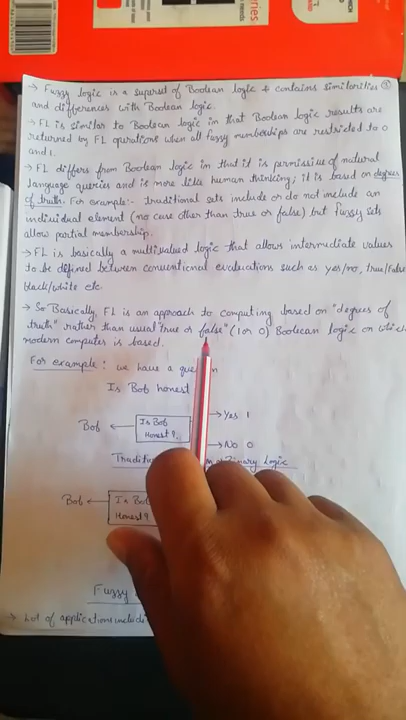 → Fuzzy logic is a superset of Boolean logic & contains similarities
and differences with Boolean logic.
→ FL is similar to Boolean logic in that Boolean logic results are
returned by FL operations when all fuzzy memberships are restricted to 0
and 1.
→ FL differs from Boolean logic in that it is permissive of natural
language queries and is more like human thinking; it is based on degrees
of truth. For example:- traditional sets include or do not include an
individual element (no case other than true or false) but fuzzy sets
allow partial membership.
→ FL is basically a multivalued logic that allows intermediate values
to be defined between conventional evaluations such as yes/no, true/false
black/white etc
→ So Basically, FL is an approach to computing based on "degrees of
truth" rather than usual "true or false" (1 or 0) Boolean logic on which
modern computer is based.
For example: we have a
Is Bob honest
Bob ← Is Bob Honest? → Yes 1
→ No 0
Binary Logic
Bob ← Is Bob Honest?
Fuzzy
→ Lot of applications